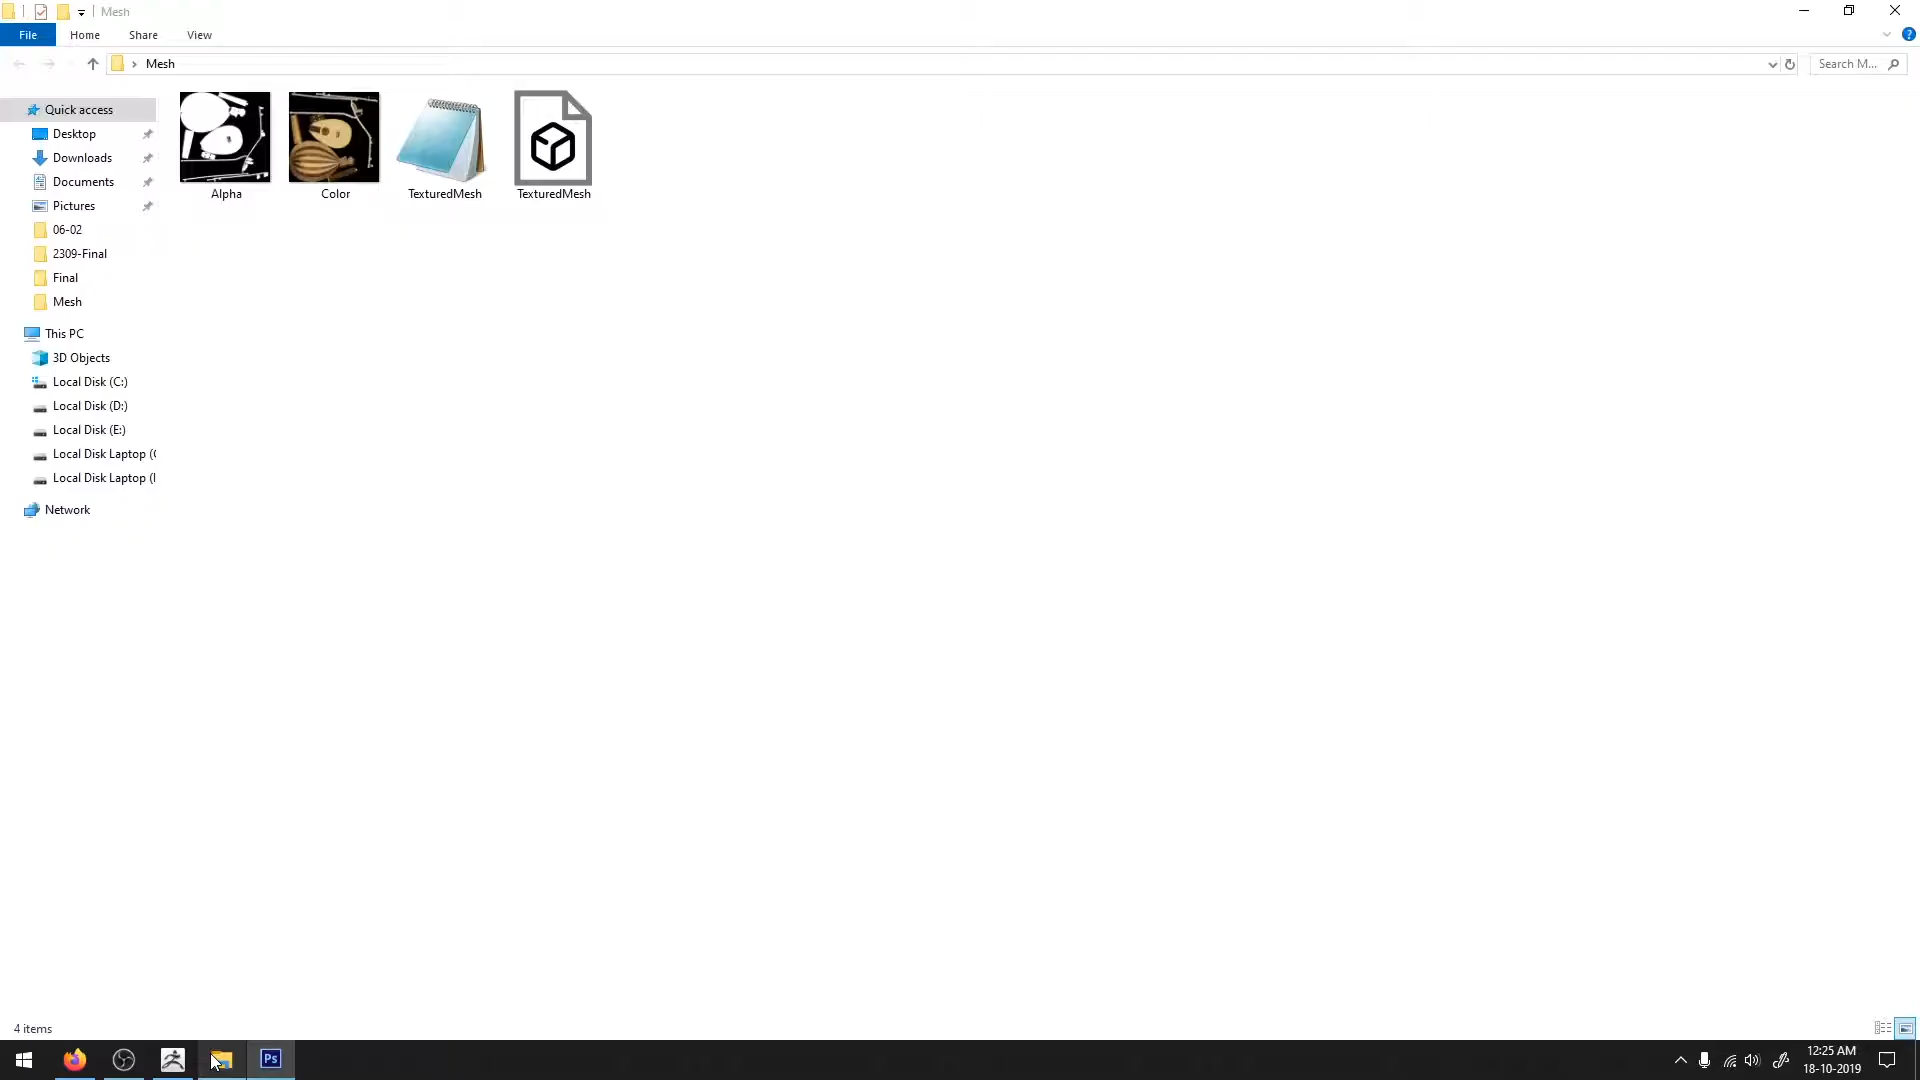 Mesh
File Home Share View
Mesh
Search M...
Quick access
Desktop
Downloads
Documents
Pictures
06-02
2309-Final
Final
Mesh
This PC
3D Objects
Local Disk (C:)
Local Disk (D:)
Local Disk (E:)
Local Disk Laptop (
Local Disk Laptop (
Network
Alpha Color TexturedMesh TexturedMesh
4 items
Ps
12:25 AM
18-10-2019